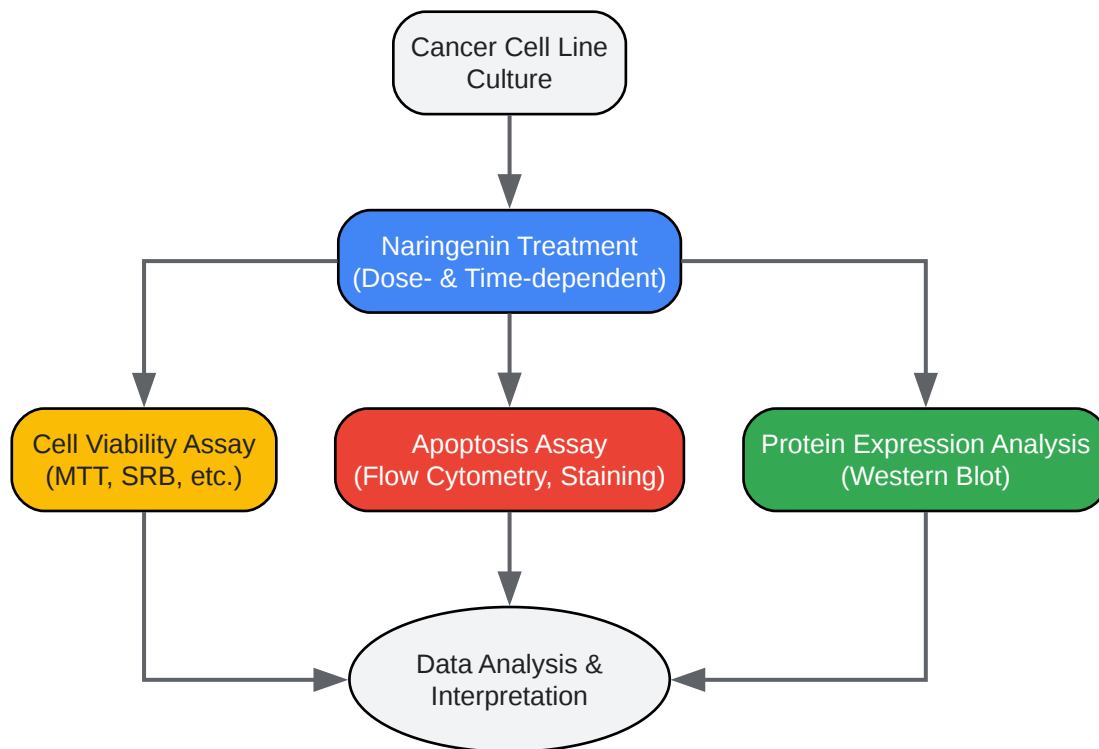 Cancer Cell Line
Culture
Naringenin Treatment
(Dose- & Time-dependent)
Cell Viability Assay
(MTT, SRB, etc.)
Apoptosis Assay
(Flow Cytometry, Staining)
Protein Expression Analysis
(Western Blot)
Data Analysis &
Interpretation